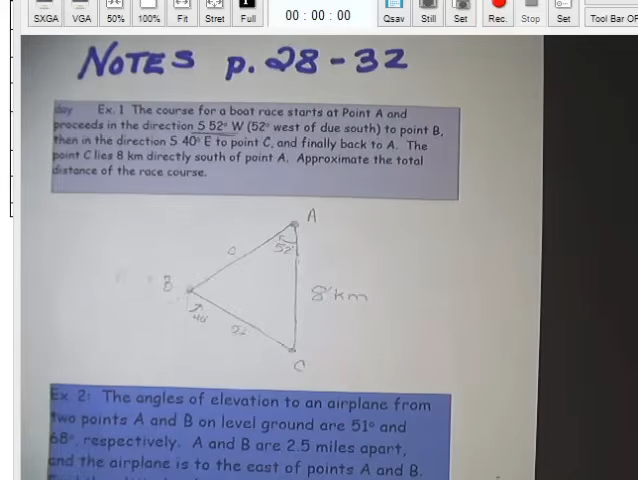 SXGA VGA 50% 100% Fit Stret Full 00 : 00 : 00 Qsav Still Set Rec. Stop Set Tool Bar OF
NOTES p. 28 - 32
day Ex. 1 The course for a boat race starts at Point A and
proceeds in the direction S 52° W (52° west of due south) to point B,
then in the direction S 40° E to point C, and finally back to A. The
point C lies 8 km directly south of point A. Approximate the total
distance of the race course.
A
52°
B
8 km
40°
C
Ex 2: The angles of elevation to an airplane from
two points A and B on level ground are 51° and
68°, respectively. A and B are 2.5 miles apart,
and the airplane is to the east of points A and B.